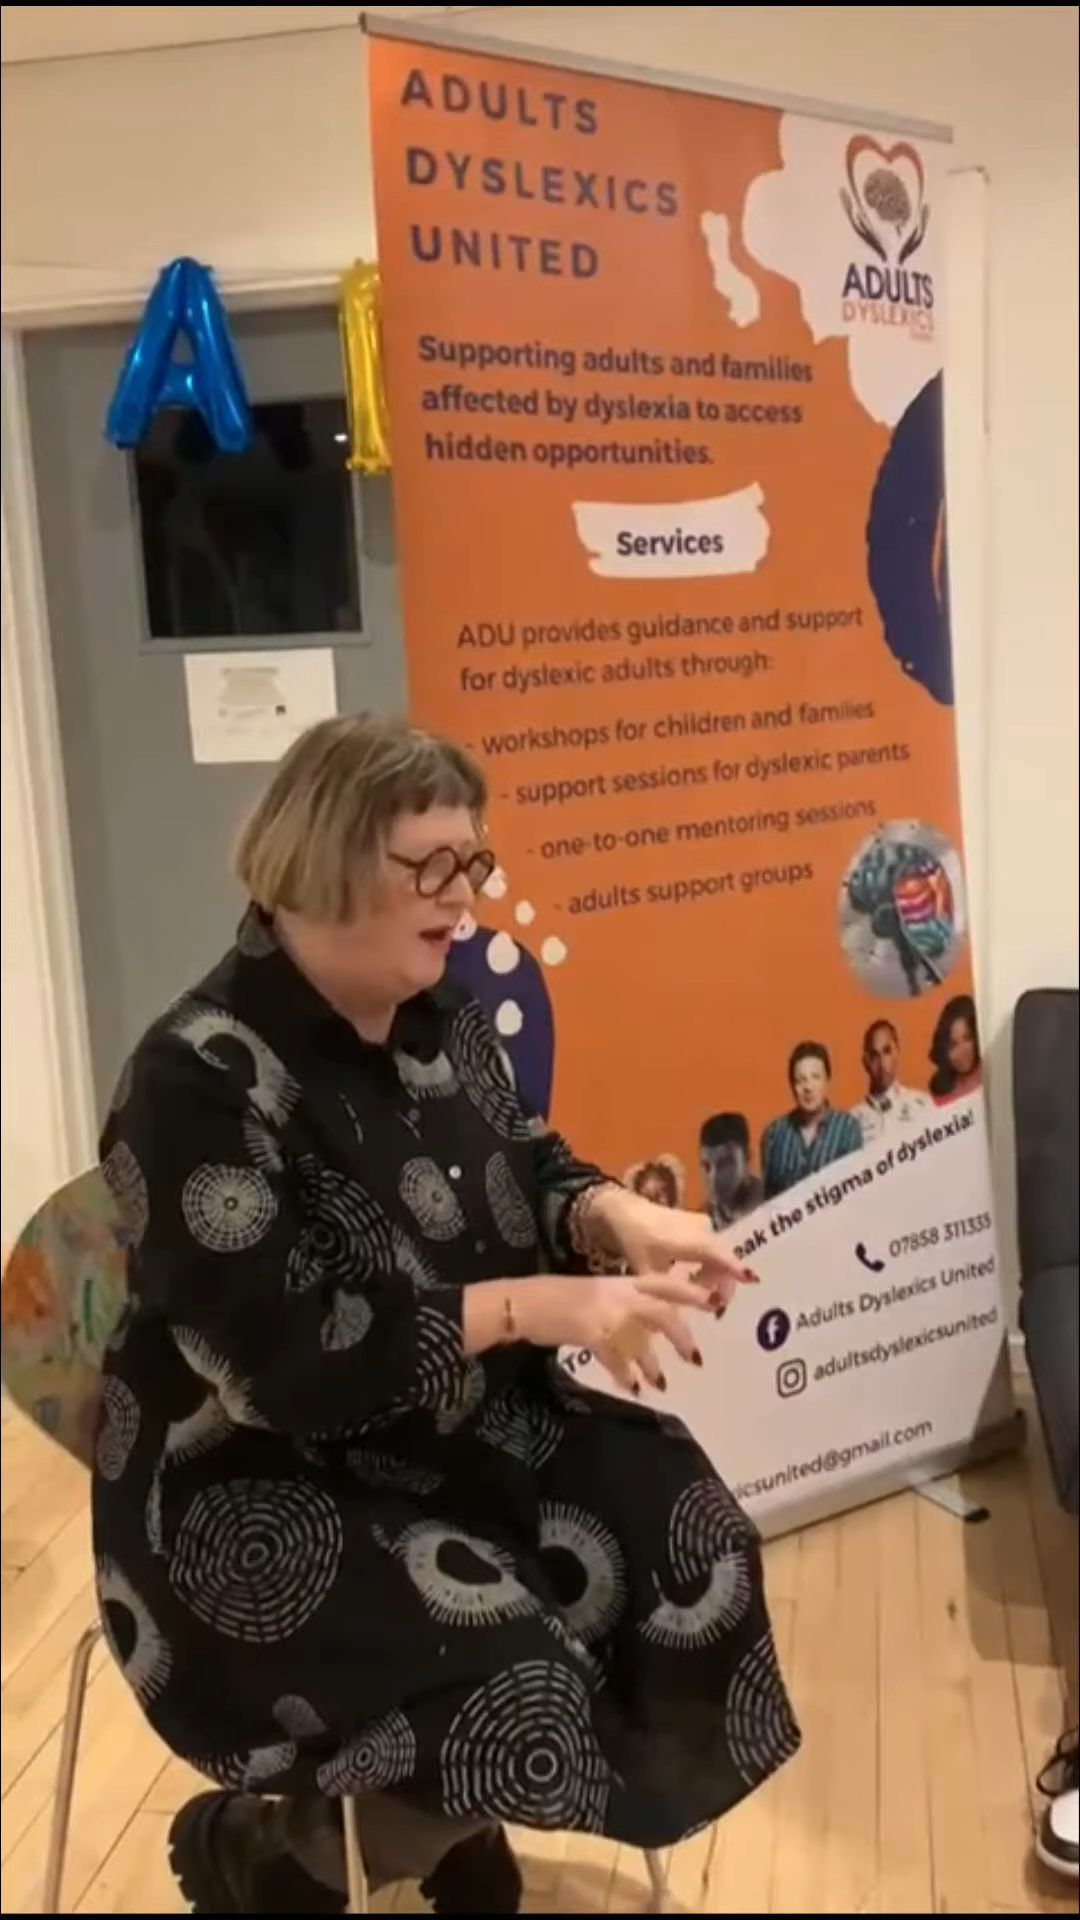 ADULTS
DYSLEXICS
UNITED
ADULTS
DYSLEXICS
Supporting adults and families
affected by dyslexia to access
hidden opportunities.
Services
ADU provides guidance and support
for dyslexic adults through:
- workshops for children and families
- support sessions for dyslexic parents
- one-to-one mentoring sessions
- adults support groups
To
eak the stigma of dyslexia!
07858 311335
Adults Dyslexics United
adultsdyslexicsunited
icsunited@gmail.com
A